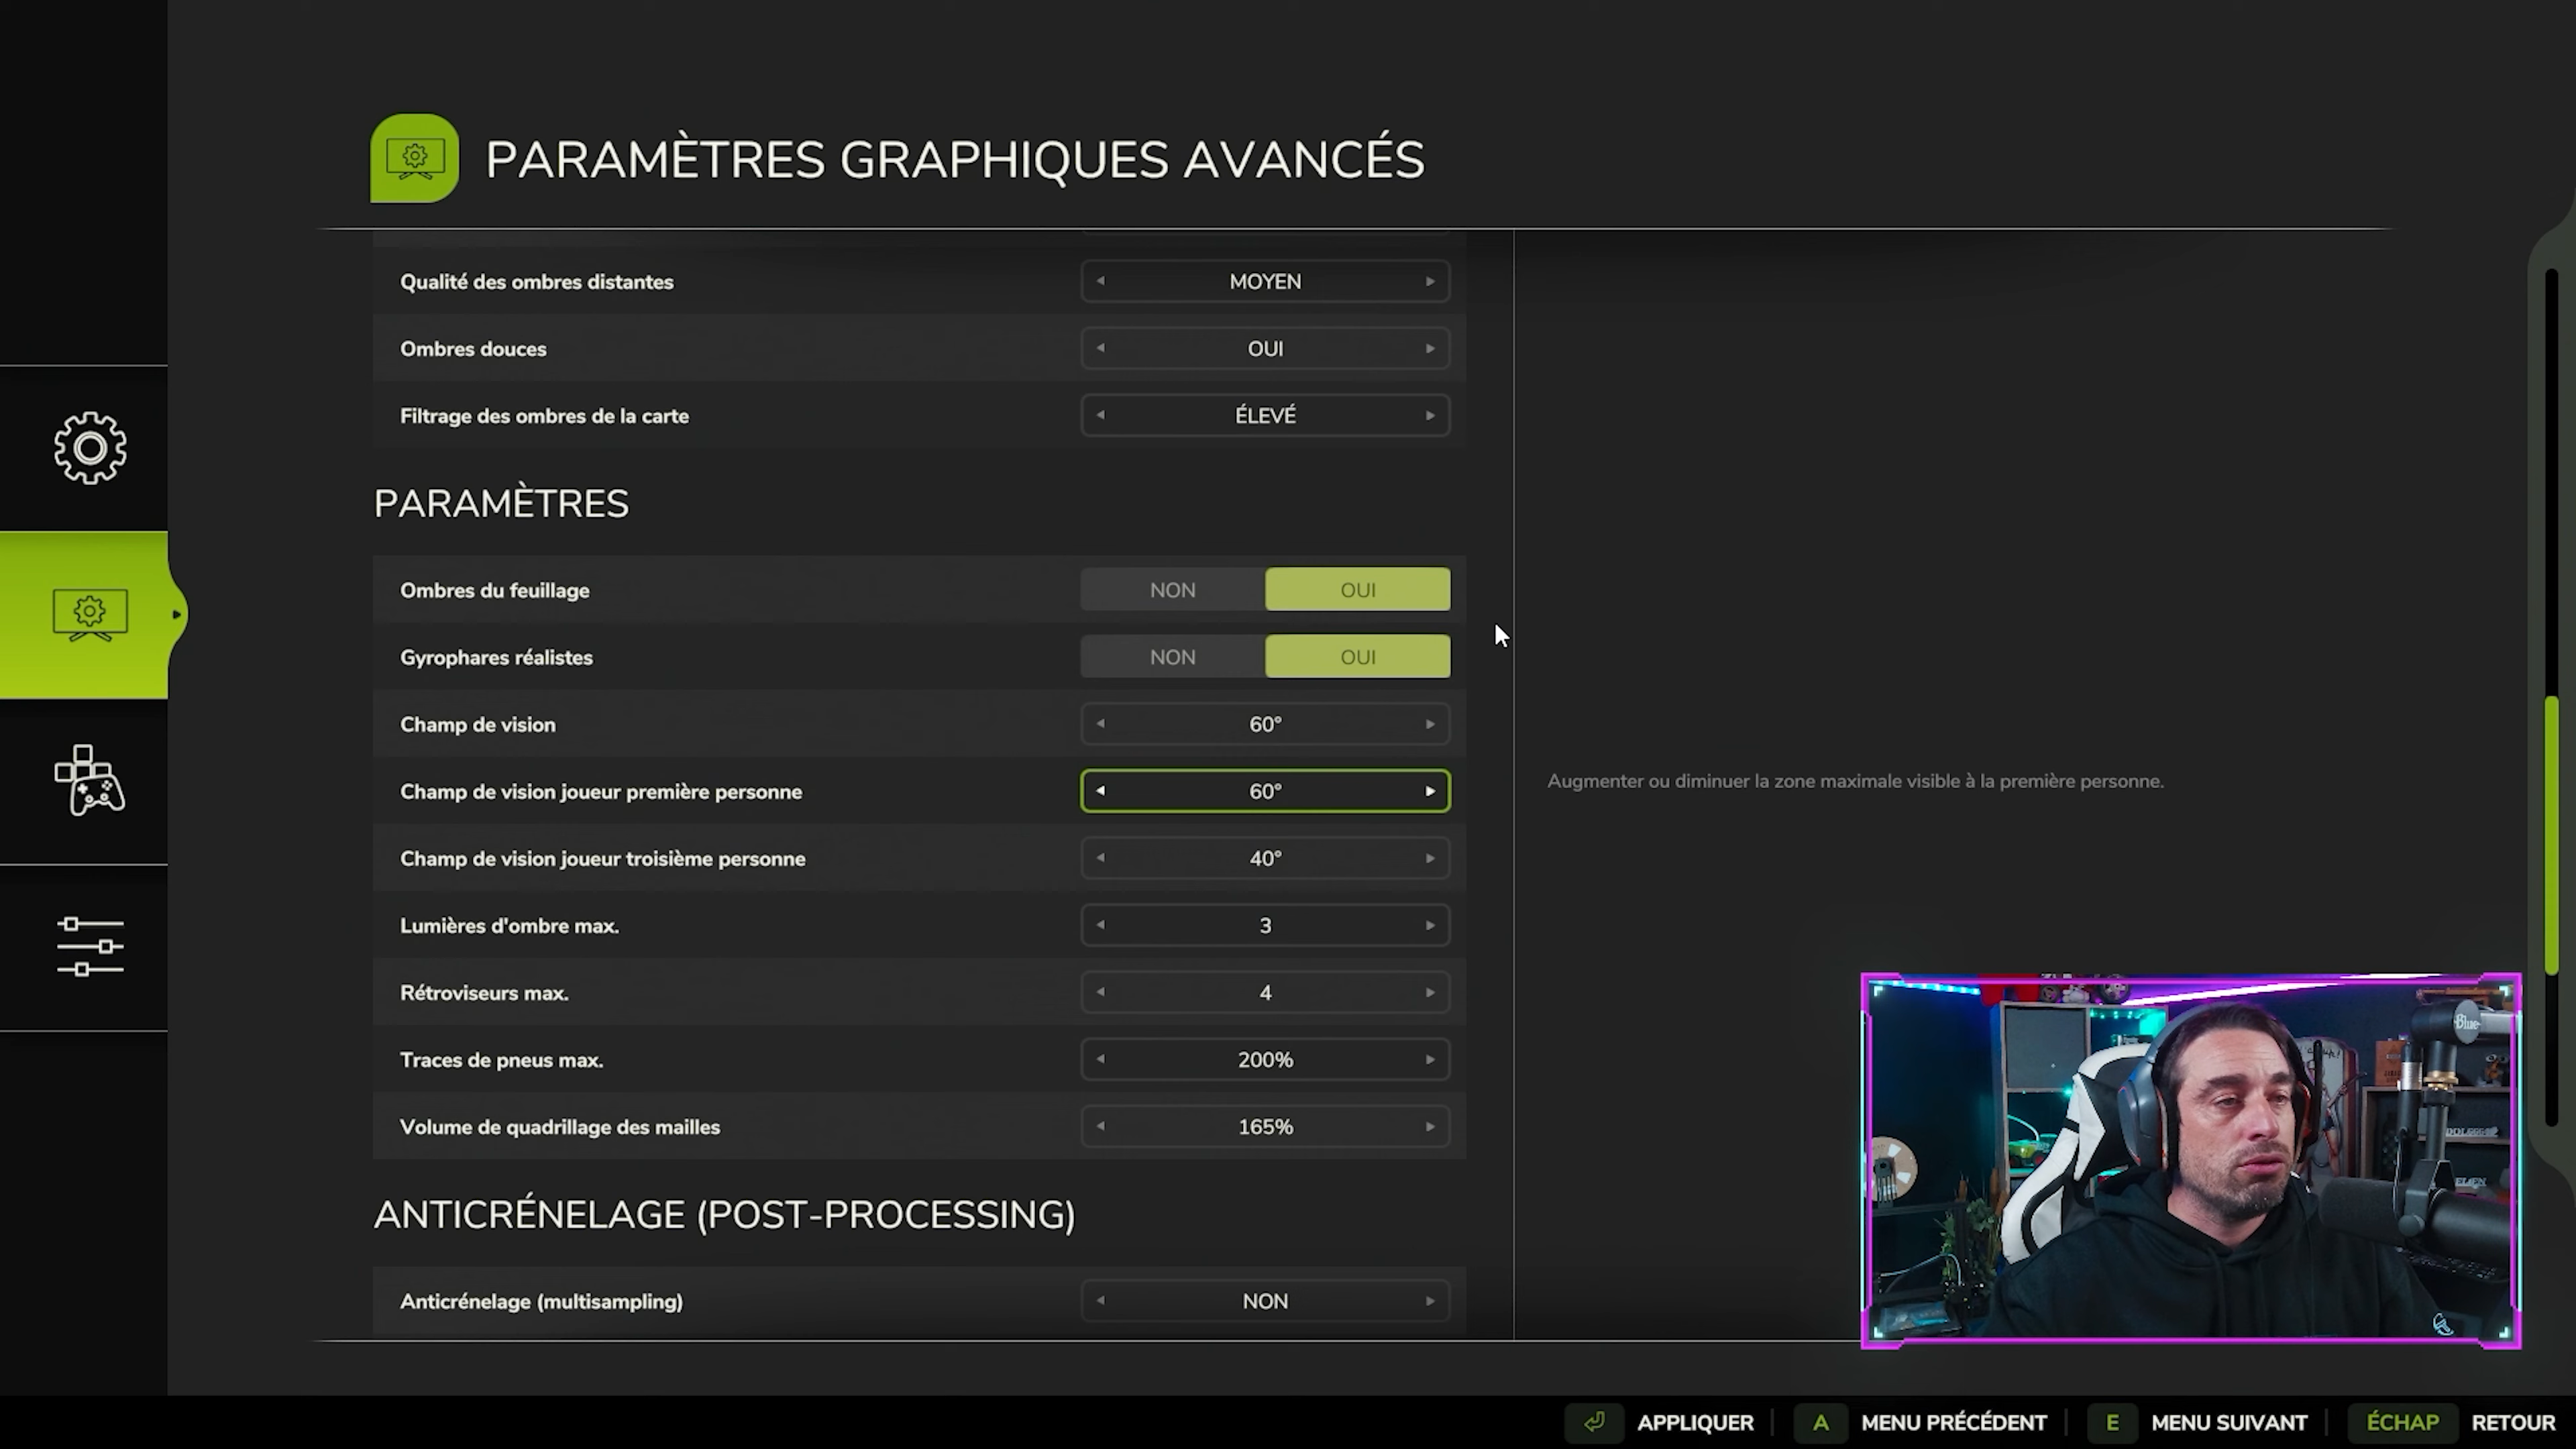 PARAMÈTRES GRAPHIQUES AVANCÉS
Qualité des ombres distantes MOYEN
Ombres douces OUI
Filtrage des ombres de la carte ÉLEVÉ
PARAMÈTRES
Ombres du feuillage NON OUI
Gyrophares réalistes NON OUI
Champ de vision 60°
Champ de vision joueur première personne 60°
Augmenter ou diminuer la zone maximale visible à la première personne.
Champ de vision joueur troisième personne 40°
Lumières d'ombre max. 3
Rétroviseurs max. 4
Traces de pneus max. 200%
Volume de quadrillage des mailles 165%
ANTICRÉNELAGE (POST-PROCESSING)
Anticrénelage (multisampling) NON
Blue
APPLIQUER A MENU PRÉCÉDENT E MENU SUIVANT ÉCHAP RETOUR